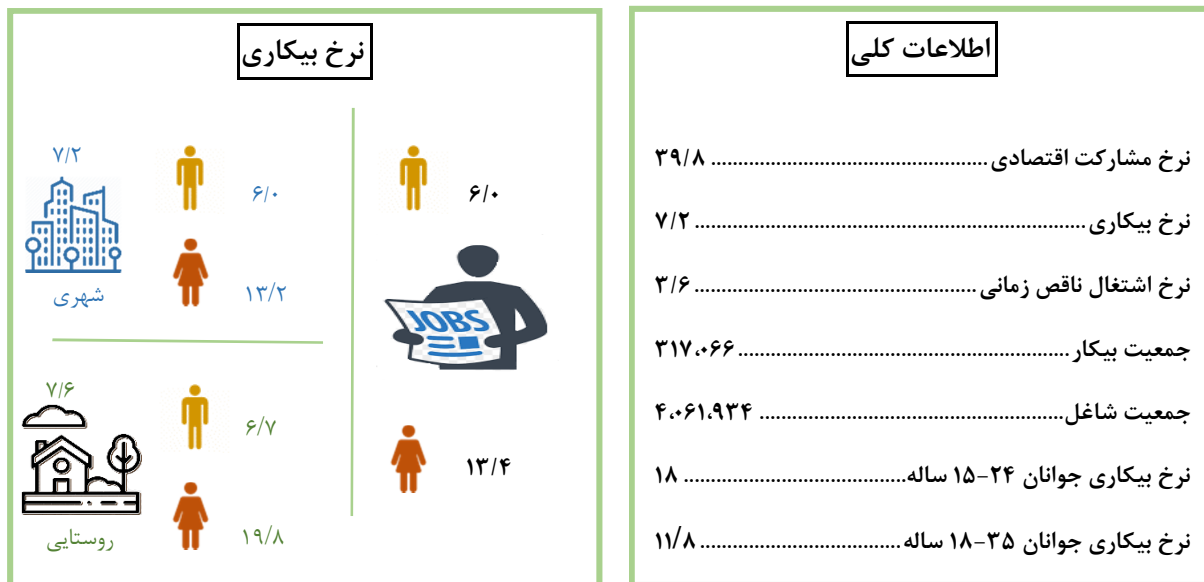 اطلاعات کلی
نرخ مشارکت اقتصادی ................................................ ۳۹/۸
نرخ بیکاری .................................................................... ۷/۲
نرخ اشتغال ناقص زمانی ................................................. ۳/۶
جمعیت بیکار .......................................................... ۳۱۷،۰۶۶
جمعیت شاغل..................................................... ۴،۰۶۱،۹۳۴
نرخ بیکاری جوانان ۲۴-۱۵ ساله....................................... ۱۸
نرخ بیکاری جوانان ۳۵-۱۸ ساله ................................... ۱۱/۸
نرخ بیکاری
۶/۰
JOBS
۱۳/۴
۷/۲
۶/۰
۱۳/۲
شهری
۷/۶
۶/۷
۱۹/۸
روستایی